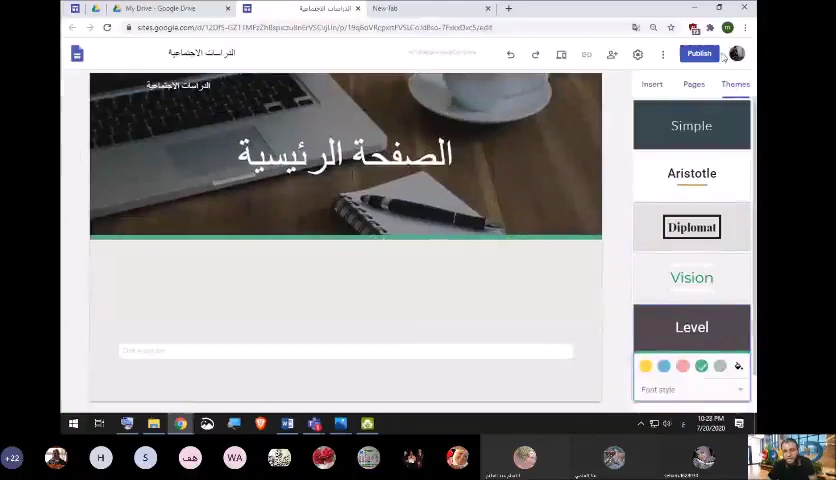 My Drive - Google Drive
الدراسات الاجتماعية
New Tab
الدراسات الاجتماعية
Publish
الدراسات الاجتماعية
الصفحة الرئيسية
Insert
Pages
Themes
Simple
Aristotle
Diplomat
Vision
Level
Font style
10:28 PM
7/20/2020
+22
H
S
هف
WA